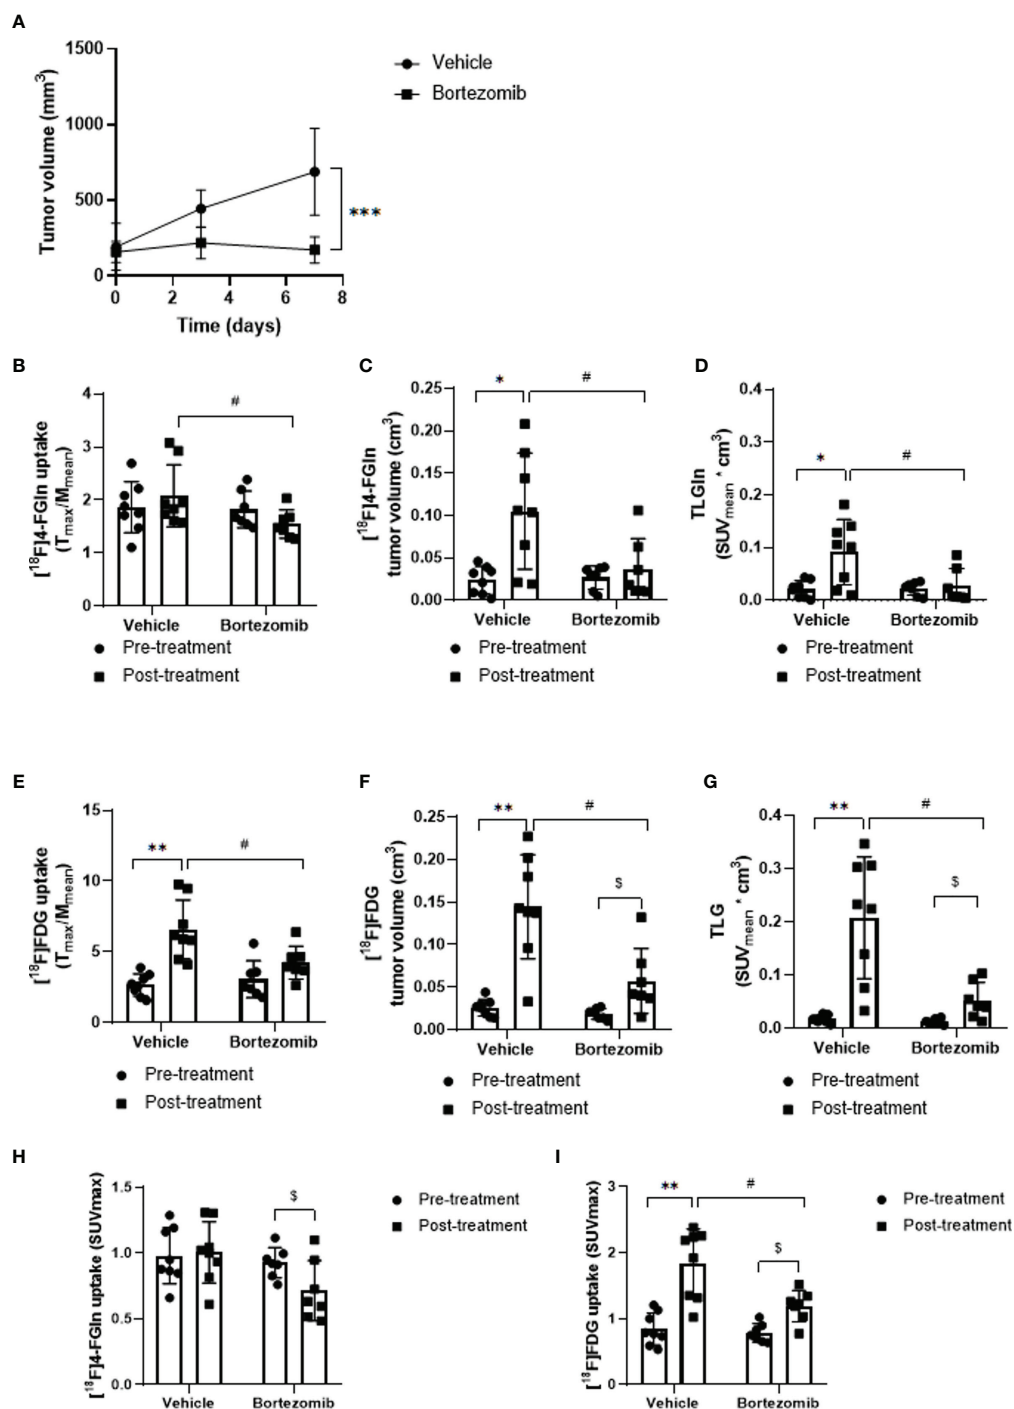 A
1500
1000
500
0
Tumor volume (mm3)
0 2 4 6 8
Time (days)
Vehicle
Bortezomib
***
B
4
3
2
1
0
[18F]4-FGln uptake
(Tmax/Mmean)
#
Vehicle Bortezomib
Pre-treatment
Post-treatment
C
0.25
0.20
0.15
0.10
0.05
0.00
[18F]4-FGln
tumor volume (cm3)
* #
Vehicle Bortezomib
Pre-treatment
Post-treatment
D
0.4
0.3
0.2
0.1
0.0
TLGln
(SUVmean * cm3)
* #
Vehicle Bortezomib
Pre-treatment
Post-treatment
E
15
10
5
0
[18F]FDG uptake
(Tmax/Mmean)
** #
Vehicle Bortezomib
Pre-treatment
Post-treatment
F
0.25
0.20
0.15
0.10
0.05
0.00
[18F]FDG
tumor volume (cm3)
** #
$
Vehicle Bortezomib
Pre-treatment
Post-treatment
G
0.4
0.3
0.2
0.1
0.0
TLG
(SUVmean * cm3)
** #
$
Vehicle Bortezomib
Pre-treatment
Post-treatment
H
1.5
1.0
0.5
0.0
[18F]4-FGln uptake (SUVmax)
$
Vehicle Bortezomib
Pre-treatment
Post-treatment
I
3
2
1
0
[18F]FDG uptake (SUVmax)
** #
$
Vehicle Bortezomib
Pre-treatment
Post-treatment